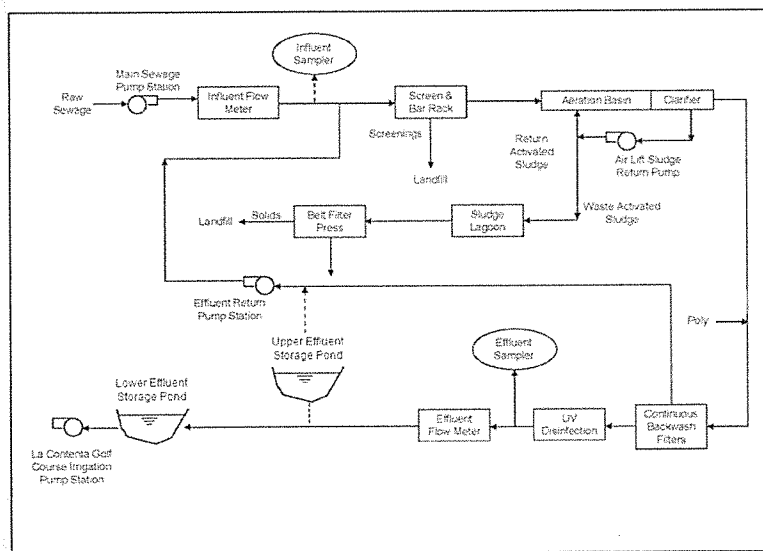 Influent
Sampler
Main Sewage
Pump Station
Raw
Sewage
Influent Flow
Meter
Screen &
Bar Rack
Aeration Basin
Clarifier
Screenings
Landfill
Return
Activated
Sludge
Air Lift Sludge
Return Pump
Waste Activated
Sludge
Landfill
Solids
Belt Filter
Press
Sludge
Lagoon
Effluent Return
Pump Station
Poly
Upper Effluent
Storage Pond
Effluent
Sampler
Lower Effluent
Storage Pond
Effluent
Flow Meter
UV
Disinfection
Continuous
Backwash
Filters
La Contenta Golf
Course Irrigation
Pump Station